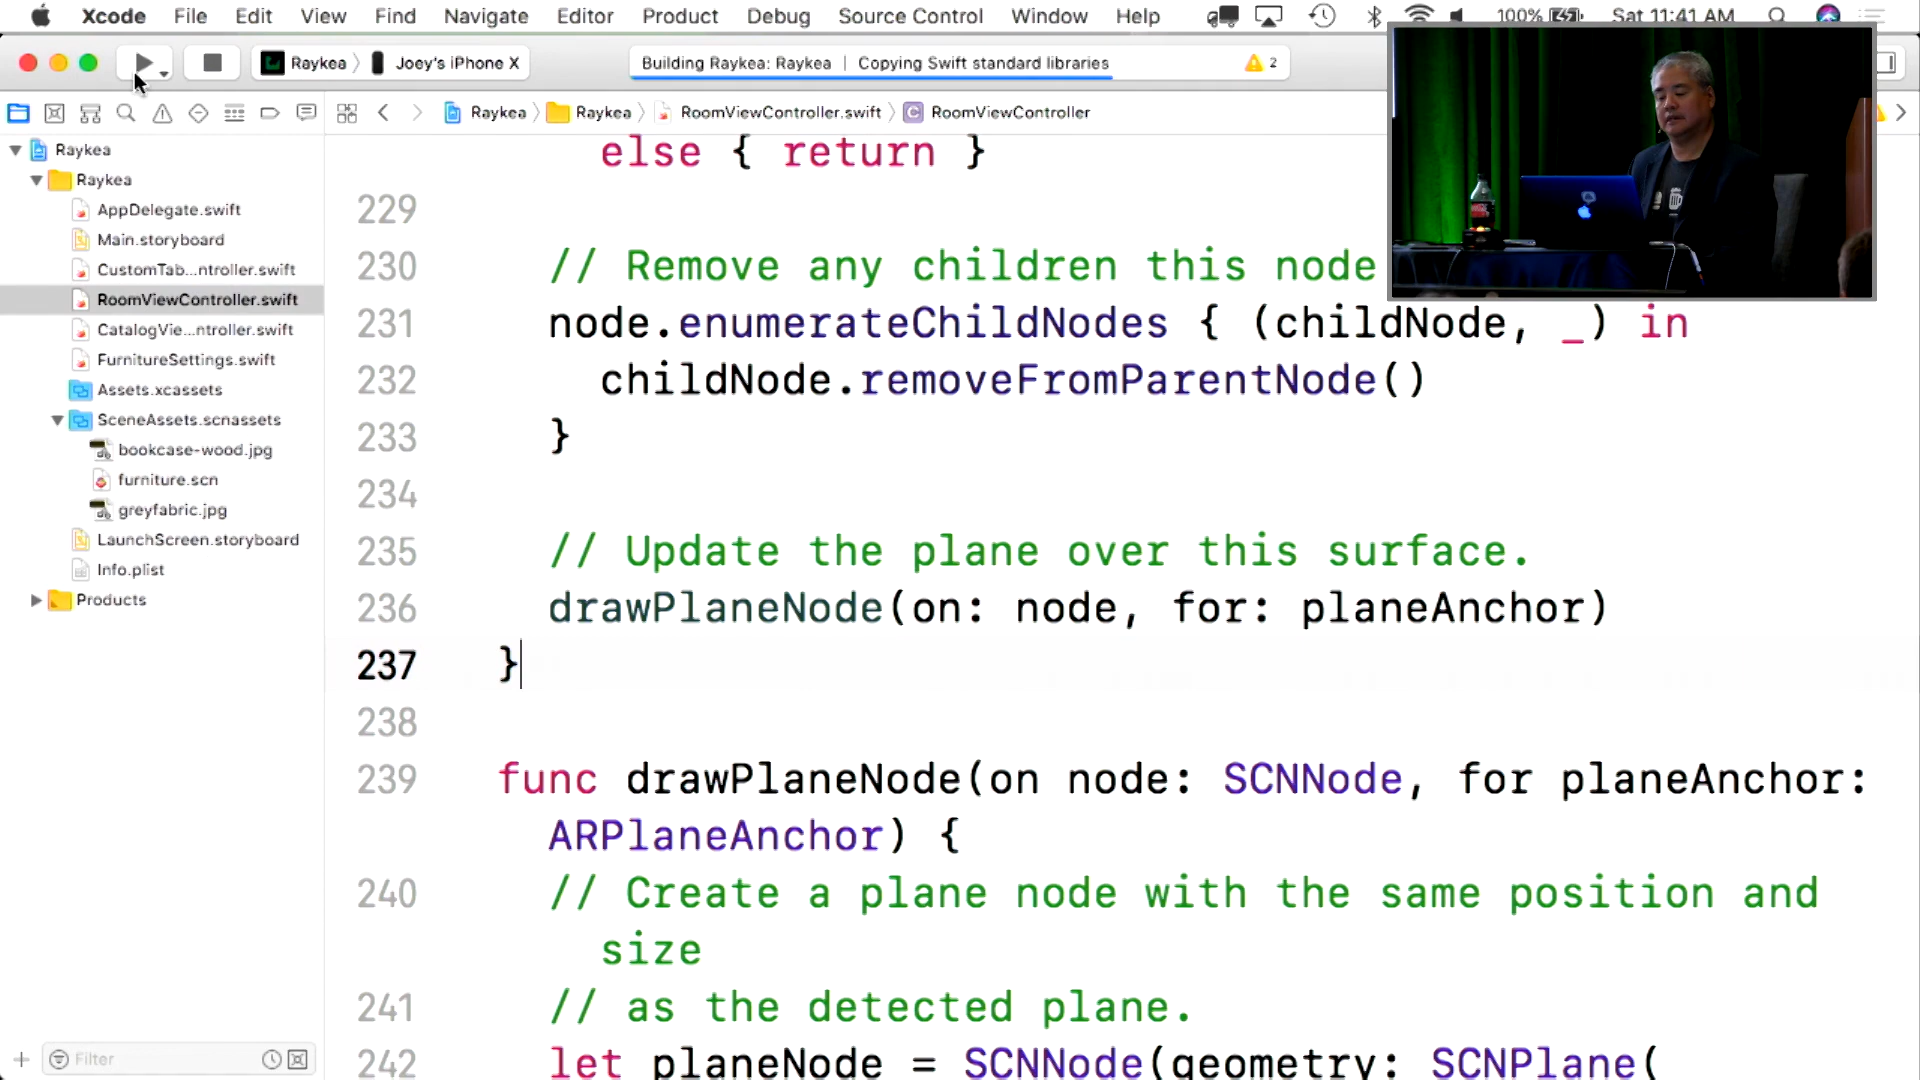 Xcode File Edit View Find Navigate Editor Product Debug Source Control Window Help 100% Sat 11:41 AM
Raykea Joey's iPhone X Building Raykea: Raykea | Copying Swift standard libraries 2
Raykea Raykea RoomViewController.swift RoomViewController
Raykea
Raykea
AppDelegate.swift
Main.storyboard
CustomTab...ntroller.swift
RoomViewController.swift
CatalogVie...ntroller.swift
FurnitureSettings.swift
Assets.xcassets
SceneAssets.scnassets
bookcase-wood.jpg
furniture.scn
greyfabric.jpg
LaunchScreen.storyboard
Info.plist
Products
Filter
else { return }
229
230 // Remove any children this node
231 node.enumerateChildNodes { (childNode, _) in
232 childNode.removeFromParentNode()
233 }
234
235 // Update the plane over this surface.
236 drawPlaneNode(on: node, for: planeAnchor)
237 }
238
239 func drawPlaneNode(on node: SCNNode, for planeAnchor:
ARPlaneAnchor) {
240 // Create a plane node with the same position and
size
241 // as the detected plane.
242 let planeNode = SCNNode(geometry: SCNPlane(